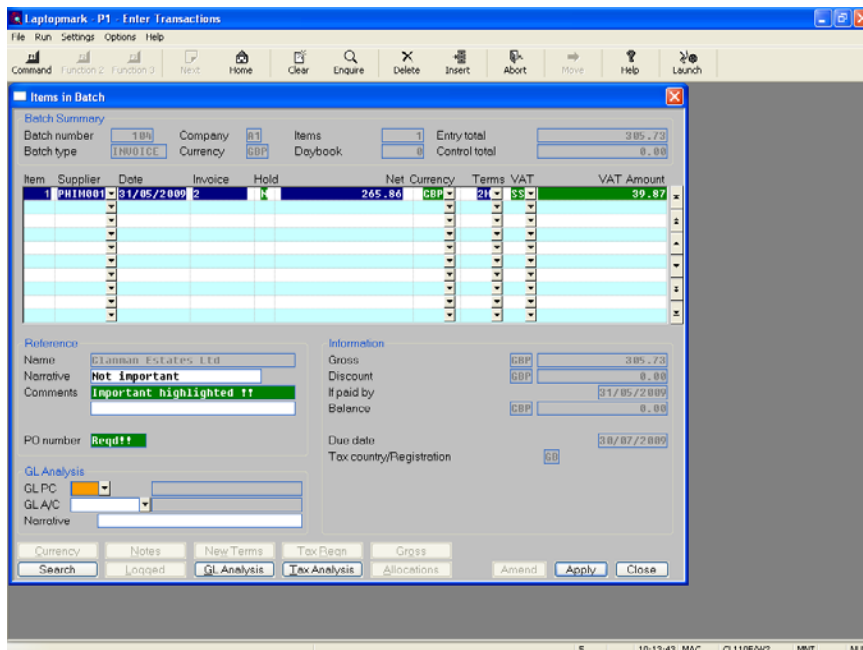 Laptopmark - P1 - Enter Transactions
File Run Settings Options Help
Command Function 2 Function 3 Next Home Clear Enquire Delete Insert Abort Move Help Launch
Items in Batch
Batch Summary
Batch number 104 Company A1 Items 1 Entry total 305.73
Batch type INVOICE Currency GBP Daybook 0 Control total 0.00
Item Supplier Date Invoice Hold Net Currency Terms VAT VAT Amount
1 PHIM001 31/05/2009 2 N 265.86 GBP 2M SS 39.87
Reference Information
Name Clanman Estates Ltd Gross GBP 305.73
Narrative Not important Discount GBP 0.00
Comments Important highlighted !! If paid by 31/05/2009
Balance GBP 0.00
PO number Reqd!! Due date 30/07/2009
Tax country/Registration GB
GL Analysis
GL PC
GL A/C
Narrative
Currency Notes New Terms Tax Regn Gross
Search Logged GL Analysis Tax Analysis Allocations Amend Apply Close
10:13:43 MAC